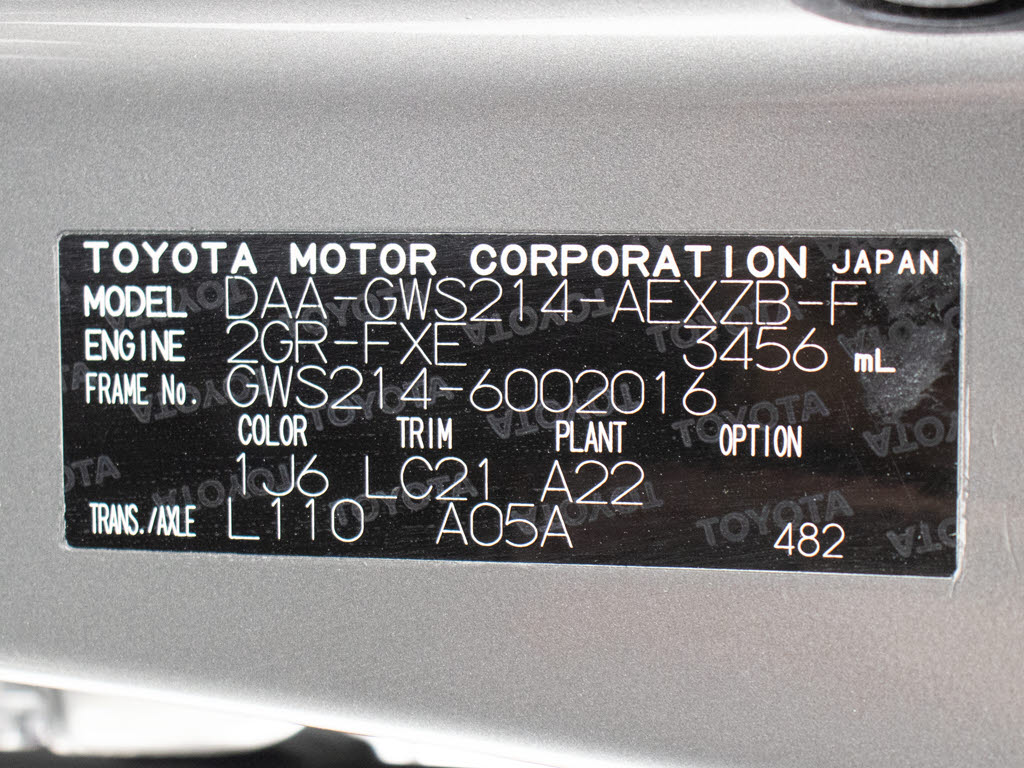 TOYOTA MOTOR CORPORATION JAPAN
MODEL DAA-GWS214-AEXZB-F
ENGINE 2GR-FXE 3456 mL
FRAME No. GWS214-6002016
COLOR TRIM PLANT OPTION
1J6 LC21 A22
TRANS./AXLE L110 A05A 482